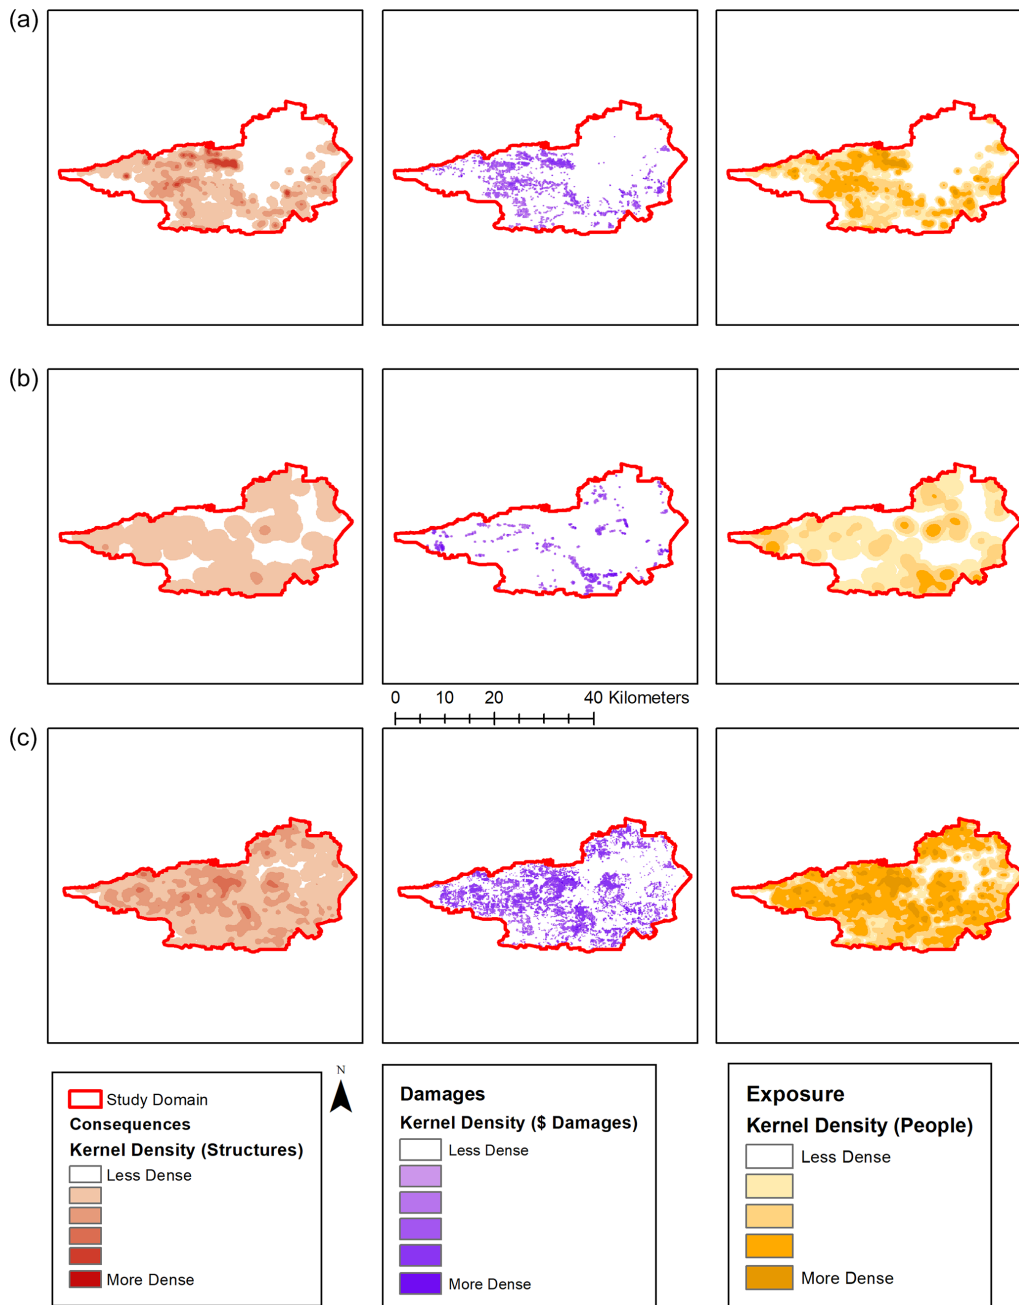 (a)
(b)
0 10 20 40 Kilometers
(c)
N
Study Domain
Consequences
Kernel Density (Structures)
Less Dense
More Dense
Damages
Kernel Density ($ Damages)
Less Dense
More Dense
Exposure
Kernel Density (People)
Less Dense
More Dense